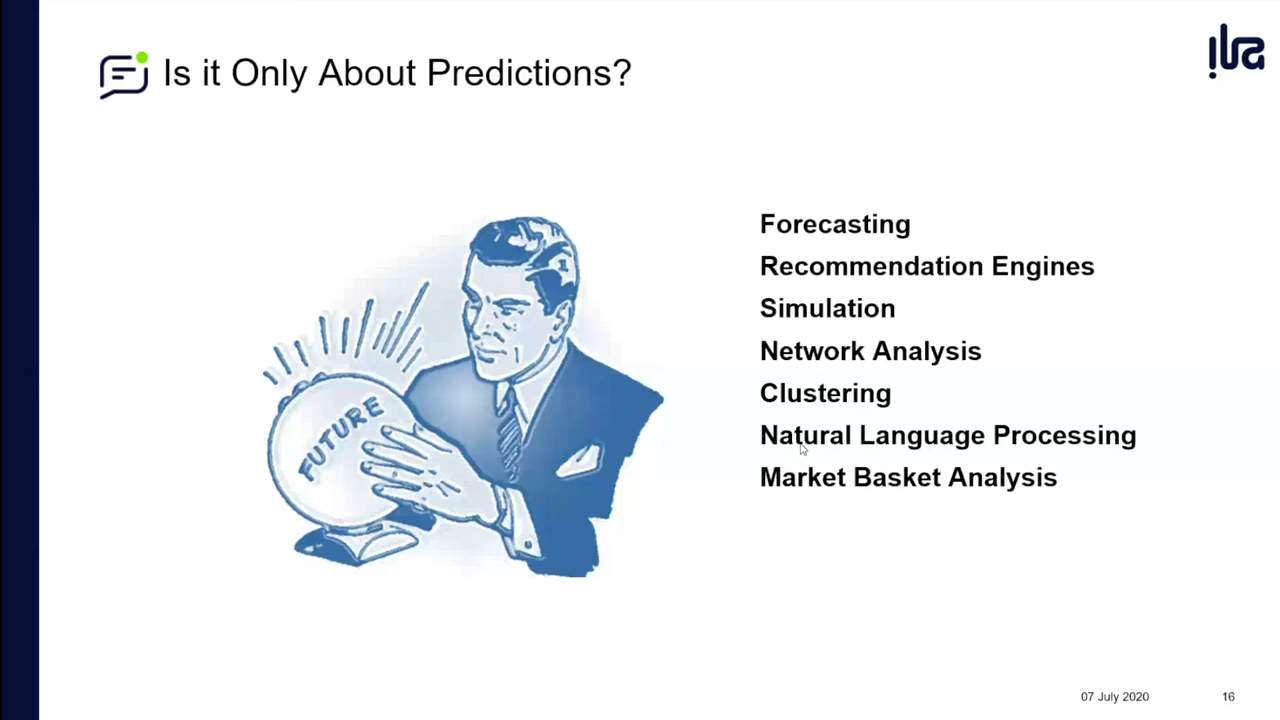 Is it Only About Predictions?
FUTURE
Forecasting
Recommendation Engines
Simulation
Network Analysis
Clustering
Natural Language Processing
Market Basket Analysis
07 July 2020
16